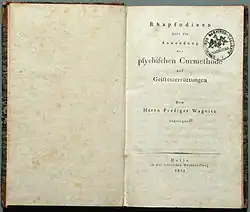 Rhapsodieen
über die
Anwendung
der
psychischen Curmethode
auf
Geisteszerrüttungen
Dem
Herrn Prediger Wagnitz
zugeeignet
Halle
in der Curtschen Buchhandlung
1803